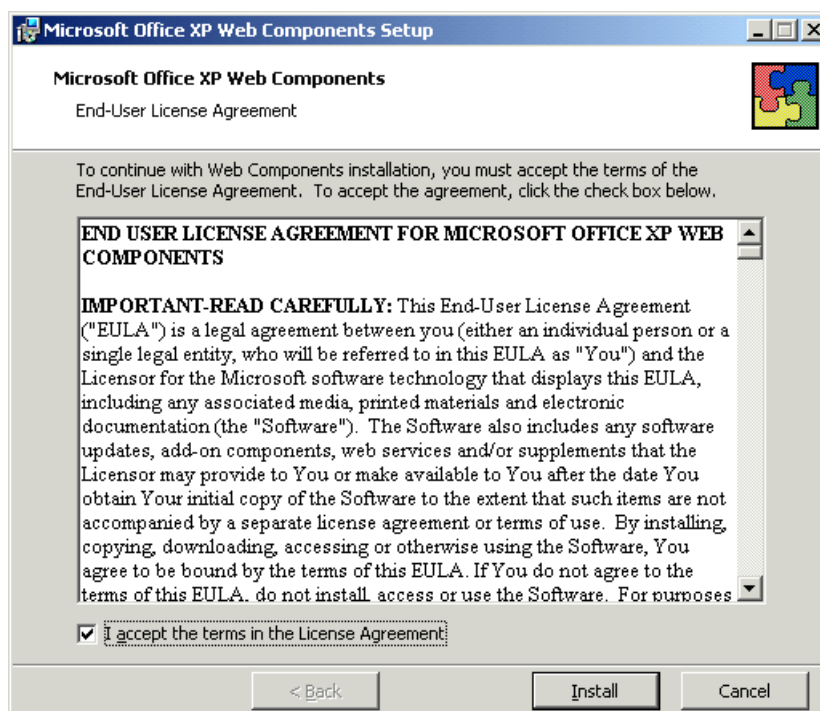 Microsoft Office XP Web Components Setup
Microsoft Office XP Web Components
End-User License Agreement
To continue with Web Components installation, you must accept the terms of the
End-User License Agreement.  To accept the agreement, click the check box below.
END USER LICENSE AGREEMENT FOR MICROSOFT OFFICE XP WEB
COMPONENTS
IMPORTANT-READ CAREFULLY: This End-User License Agreement
("EULA") is a legal agreement between you (either an individual person or a
single legal entity, who will be referred to in this EULA as "You") and the
Licensor for the Microsoft software technology that displays this EULA,
including any associated media, printed materials and electronic
documentation (the "Software").  The Software also includes any software
updates, add-on components, web services and/or supplements that the
Licensor may provide to You or make available to You after the date You
obtain Your initial copy of the Software to the extent that such items are not
accompanied by a separate license agreement or terms of use.  By installing,
copying, downloading, accessing or otherwise using the Software, You
agree to be bound by the terms of this EULA. If You do not agree to the
terms of this EULA, do not install, access or use the Software.  For purposes
I accept the terms in the License Agreement
< Back
Install
Cancel